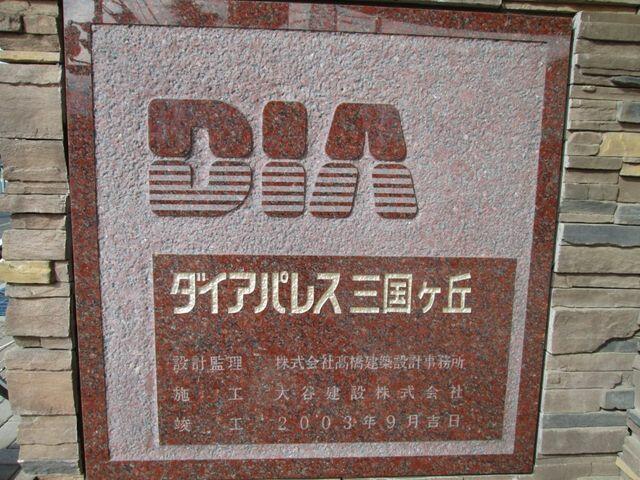 DIA
ダイアパレス三国ヶ丘
設計監理　株式会社髙橋建築設計事務所
施工　大谷建設株式会社
竣工　2003年9月吉日